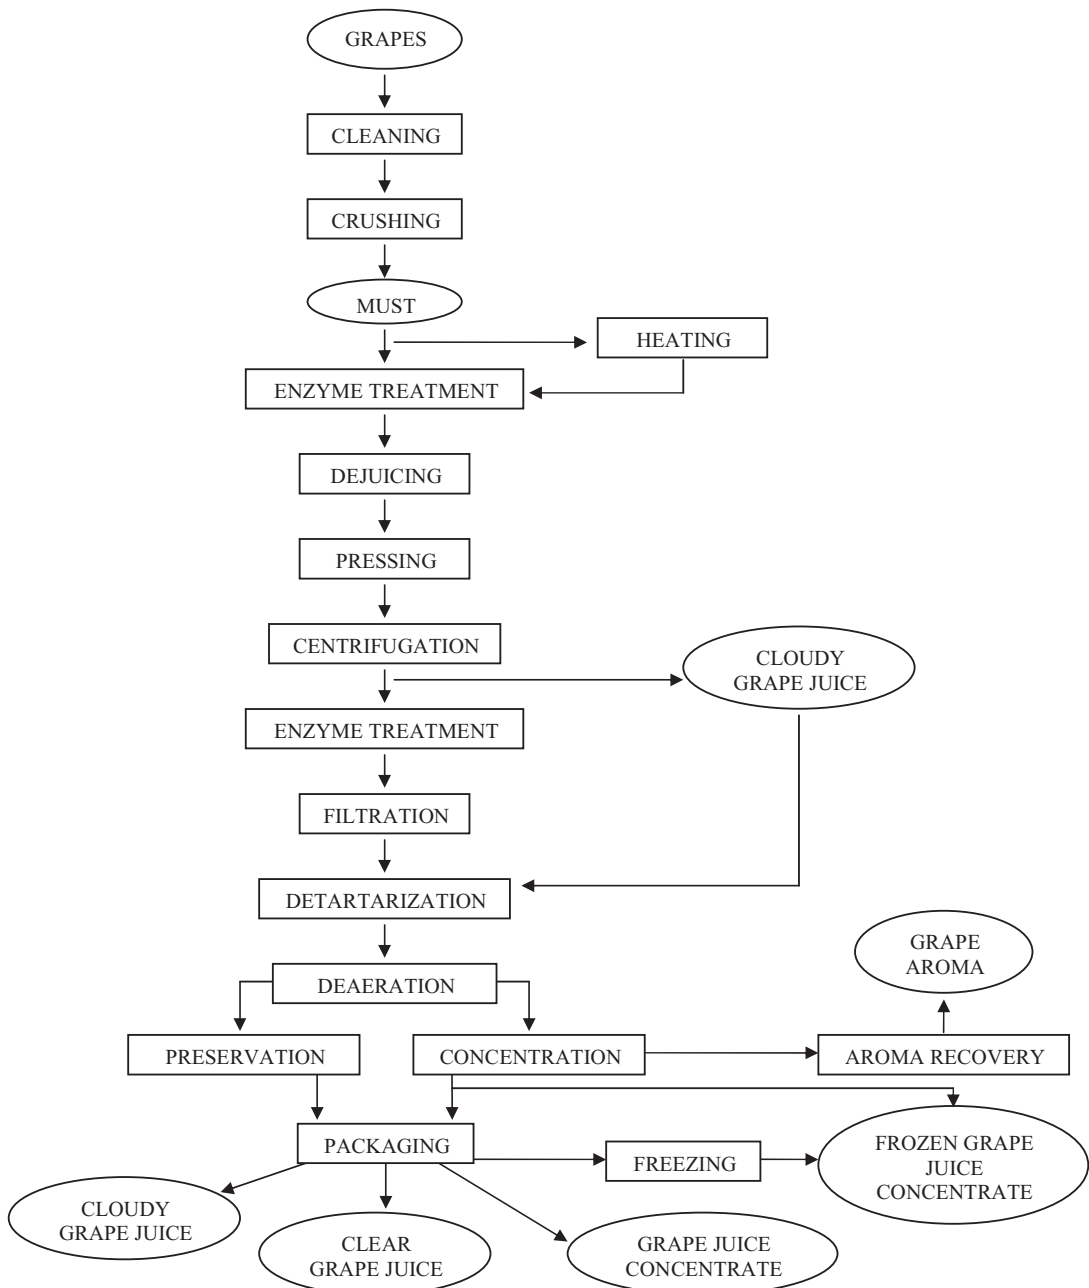 GRAPES
CLEANING
CRUSHING
MUST
HEATING
ENZYME TREATMENT
DEJUICING
PRESSING
CENTRIFUGATION
CLOUDY
GRAPE JUICE
ENZYME TREATMENT
FILTRATION
DETARTARIZATION
GRAPE
AROMA
DEAERATION
PRESERVATION
CONCENTRATION
AROMA RECOVERY
PACKAGING
FREEZING
FROZEN GRAPE
JUICE
CONCENTRATE
CLOUDY
GRAPE JUICE
CLEAR
GRAPE JUICE
GRAPE JUICE
CONCENTRATE